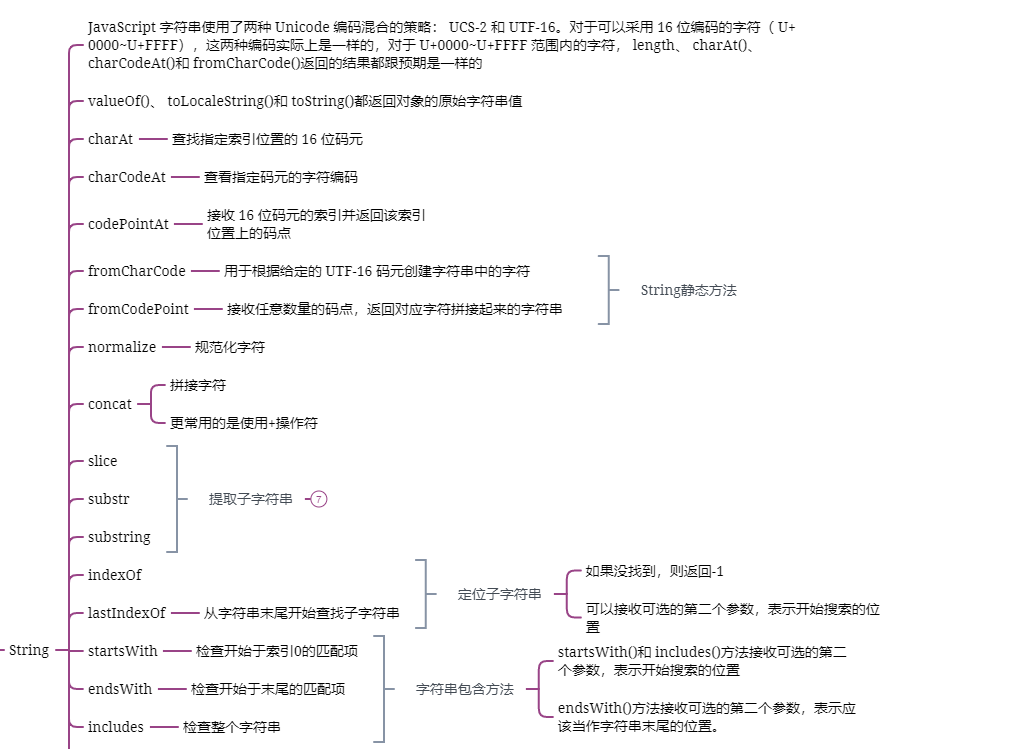 JavaScript 字符串使用了两种 Unicode 编码混合的策略： UCS-2 和 UTF-16。对于可以采用 16 位编码的字符（ U+
0000~U+FFFF），这两种编码实际上是一样的，对于 U+0000~U+FFFF 范围内的字符， length、 charAt()、
charCodeAt()和 fromCharCode()返回的结果都跟预期是一样的
valueOf()、 toLocaleString()和 toString()都返回对象的原始字符串值
charAt 查找指定索引位置的 16 位码元
charCodeAt 查看指定码元的字符编码
codePointAt
接收 16 位码元的索引并返回该索引
位置上的码点
fromCharCode 用于根据给定的 UTF-16 码元创建字符串中的字符
String静态方法
fromCodePoint 接收任意数量的码点，返回对应字符拼接起来的字符串
normalize 规范化字符
concat
拼接字符
更常用的是使用+操作符
slice
substr
substring
提取子字符串 7
indexOf
lastIndexOf 从字符串末尾开始查找子字符串
定位子字符串
如果没找到，则返回-1
可以接收可选的第二个参数，表示开始搜索的位
置
String
startsWith 检查开始于索引0的匹配项
endsWith 检查开始于末尾的匹配项
includes 检查整个字符串
字符串包含方法
startsWith()和 includes()方法接收可选的第二
个参数，表示开始搜索的位置
endsWith()方法接收可选的第二个参数，表示应
该当作字符串末尾的位置。